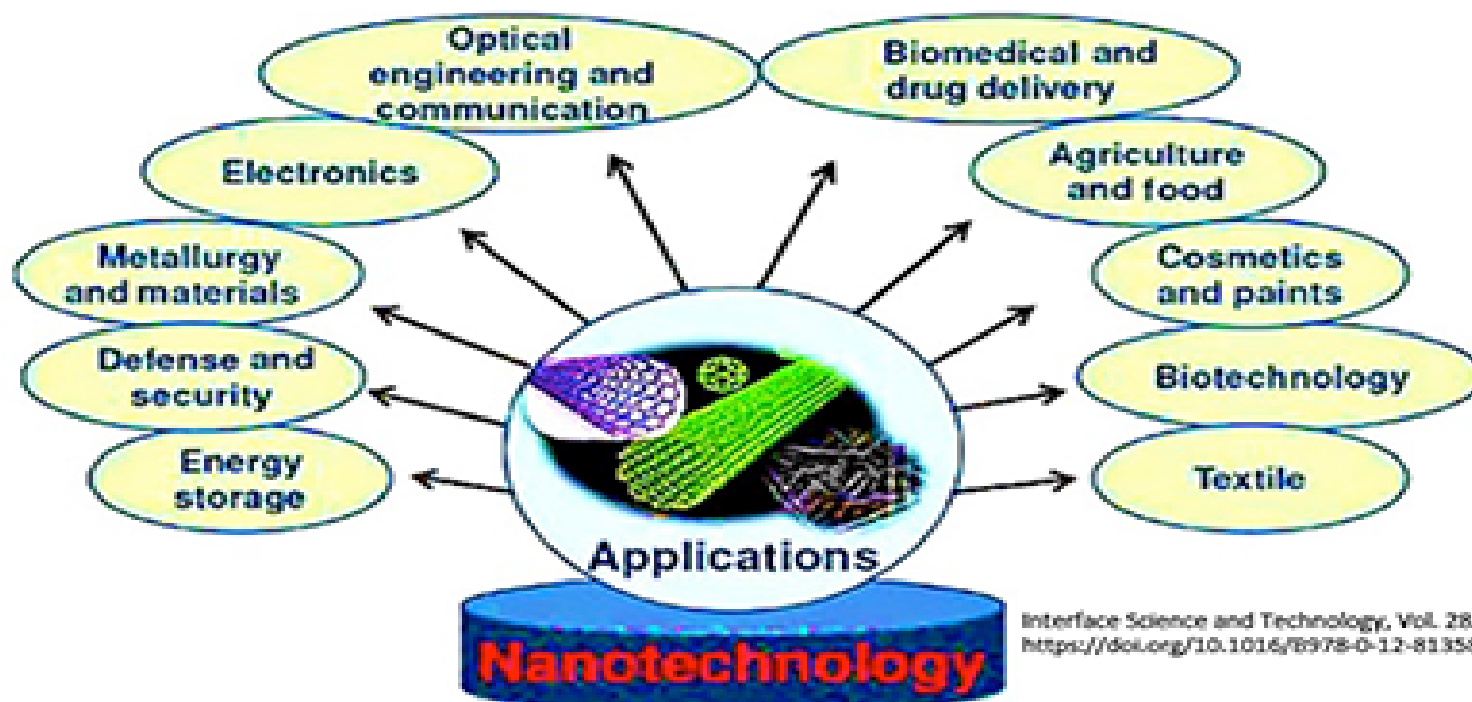 Optical
engineering and
communication
Biomedical and
drug delivery
Electronics
Agriculture
and food
Metallurgy
and materials
Cosmetics
and paints
Defense and
security
Biotechnology
Energy
storage
Textile
Applications
Nanotechnology
Interface Science and Technology, Vol. 28
https://doi.org/10.1016/B978-0-12-81358